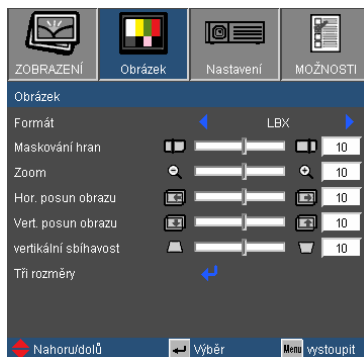 ZOBRAZENÍ Obrázek Nastavení MOŽNOSTI
Obrázek
Formát LBX
Maskování hran 10
Zoom 10
Hor. posun obrazu 10
Vert. posun obrazu 10
vertikální sbíhavost 10
Tři rozměry
Nahoru/dolů Výběr Menu vystoupit